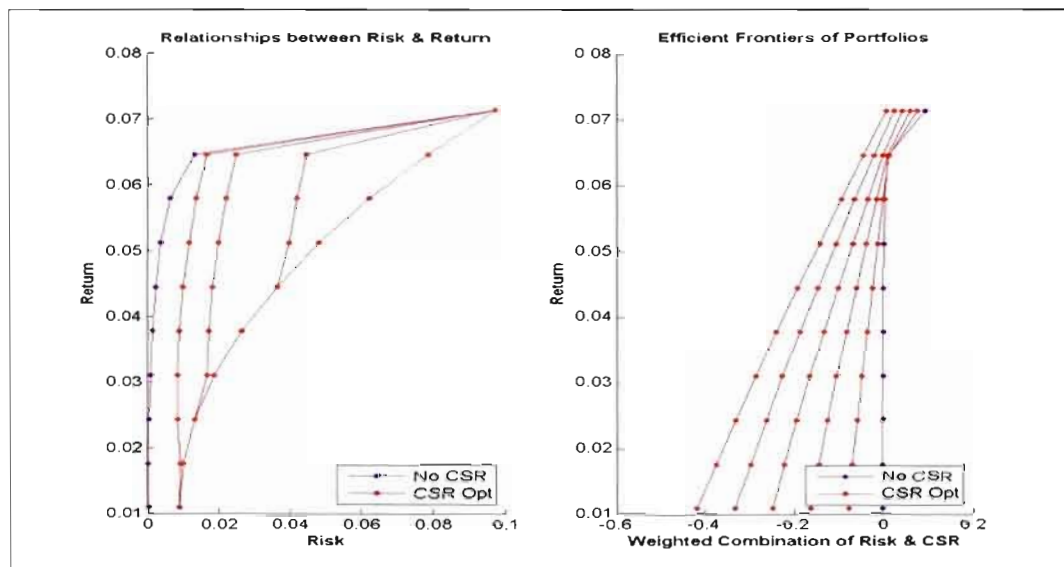 Relationships between Risk & Return
0.08
0.07
0.06
0.05
0.04
0.03
0.02
0.01
Return
0
0.02
0.04
0.06
0.08
0.1
Risk
No CSR
CSR Opt
Efficient Frontiers of Portfolios
0.08
0.07
0.06
0.05
0.04
0.03
0.02
0.01
Return
-0.6
-0.4
-0.2
0
0.2
Weighted Combination of Risk & CSR
No CSR
CSR Opt